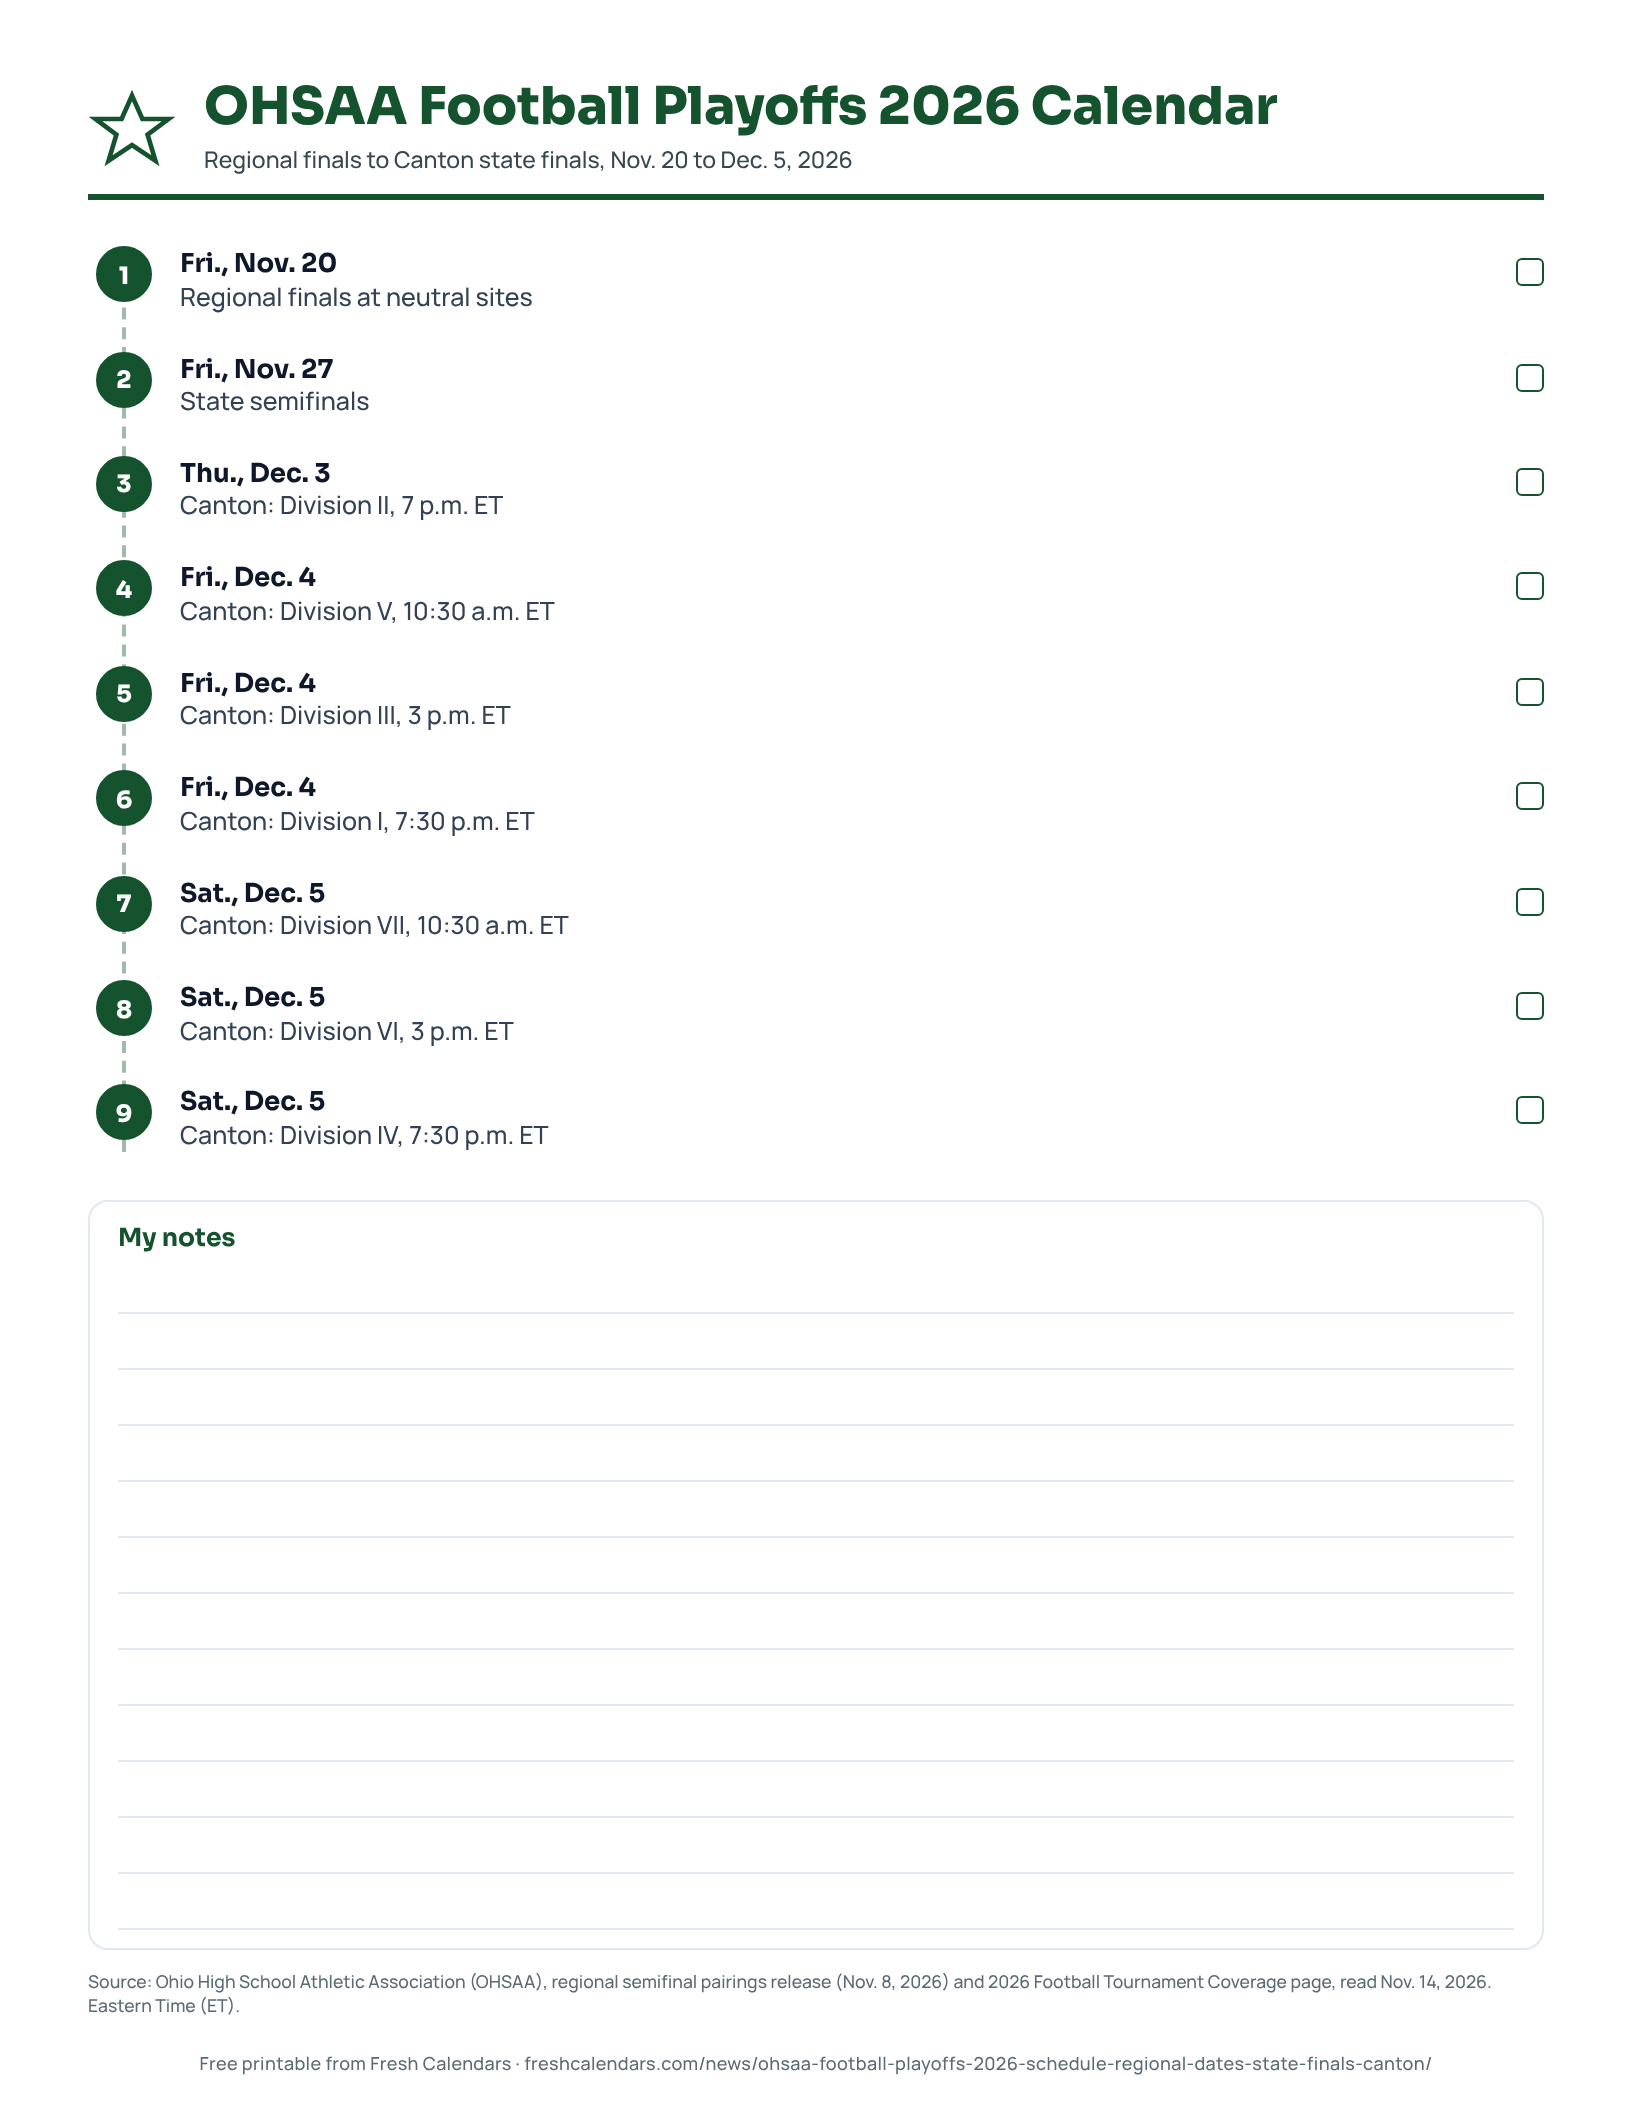 OHSAA Football Playoffs 2026 Calendar
Regional finals to Canton state finals, Nov. 20 to Dec. 5, 2026
1
Fri., Nov. 20
Regional finals at neutral sites
2
Fri., Nov. 27
State semifinals
3
Thu., Dec. 3
Canton: Division II, 7 p.m. ET
4
Fri., Dec. 4
Canton: Division V, 10:30 a.m. ET
5
Fri., Dec. 4
Canton: Division III, 3 p.m. ET
6
Fri., Dec. 4
Canton: Division I, 7:30 p.m. ET
7
Sat., Dec. 5
Canton: Division VII, 10:30 a.m. ET
8
Sat., Dec. 5
Canton: Division VI, 3 p.m. ET
9
Sat., Dec. 5
Canton: Division IV, 7:30 p.m. ET
My notes
Source: Ohio High School Athletic Association (OHSAA), regional semifinal pairings release (Nov. 8, 2026) and 2026 Football Tournament Coverage page, read Nov. 14, 2026.
Eastern Time (ET).
Free printable from Fresh Calendars · freshcalendars.com/news/ohsaa-football-playoffs-2026-schedule-regional-dates-state-finals-canton/